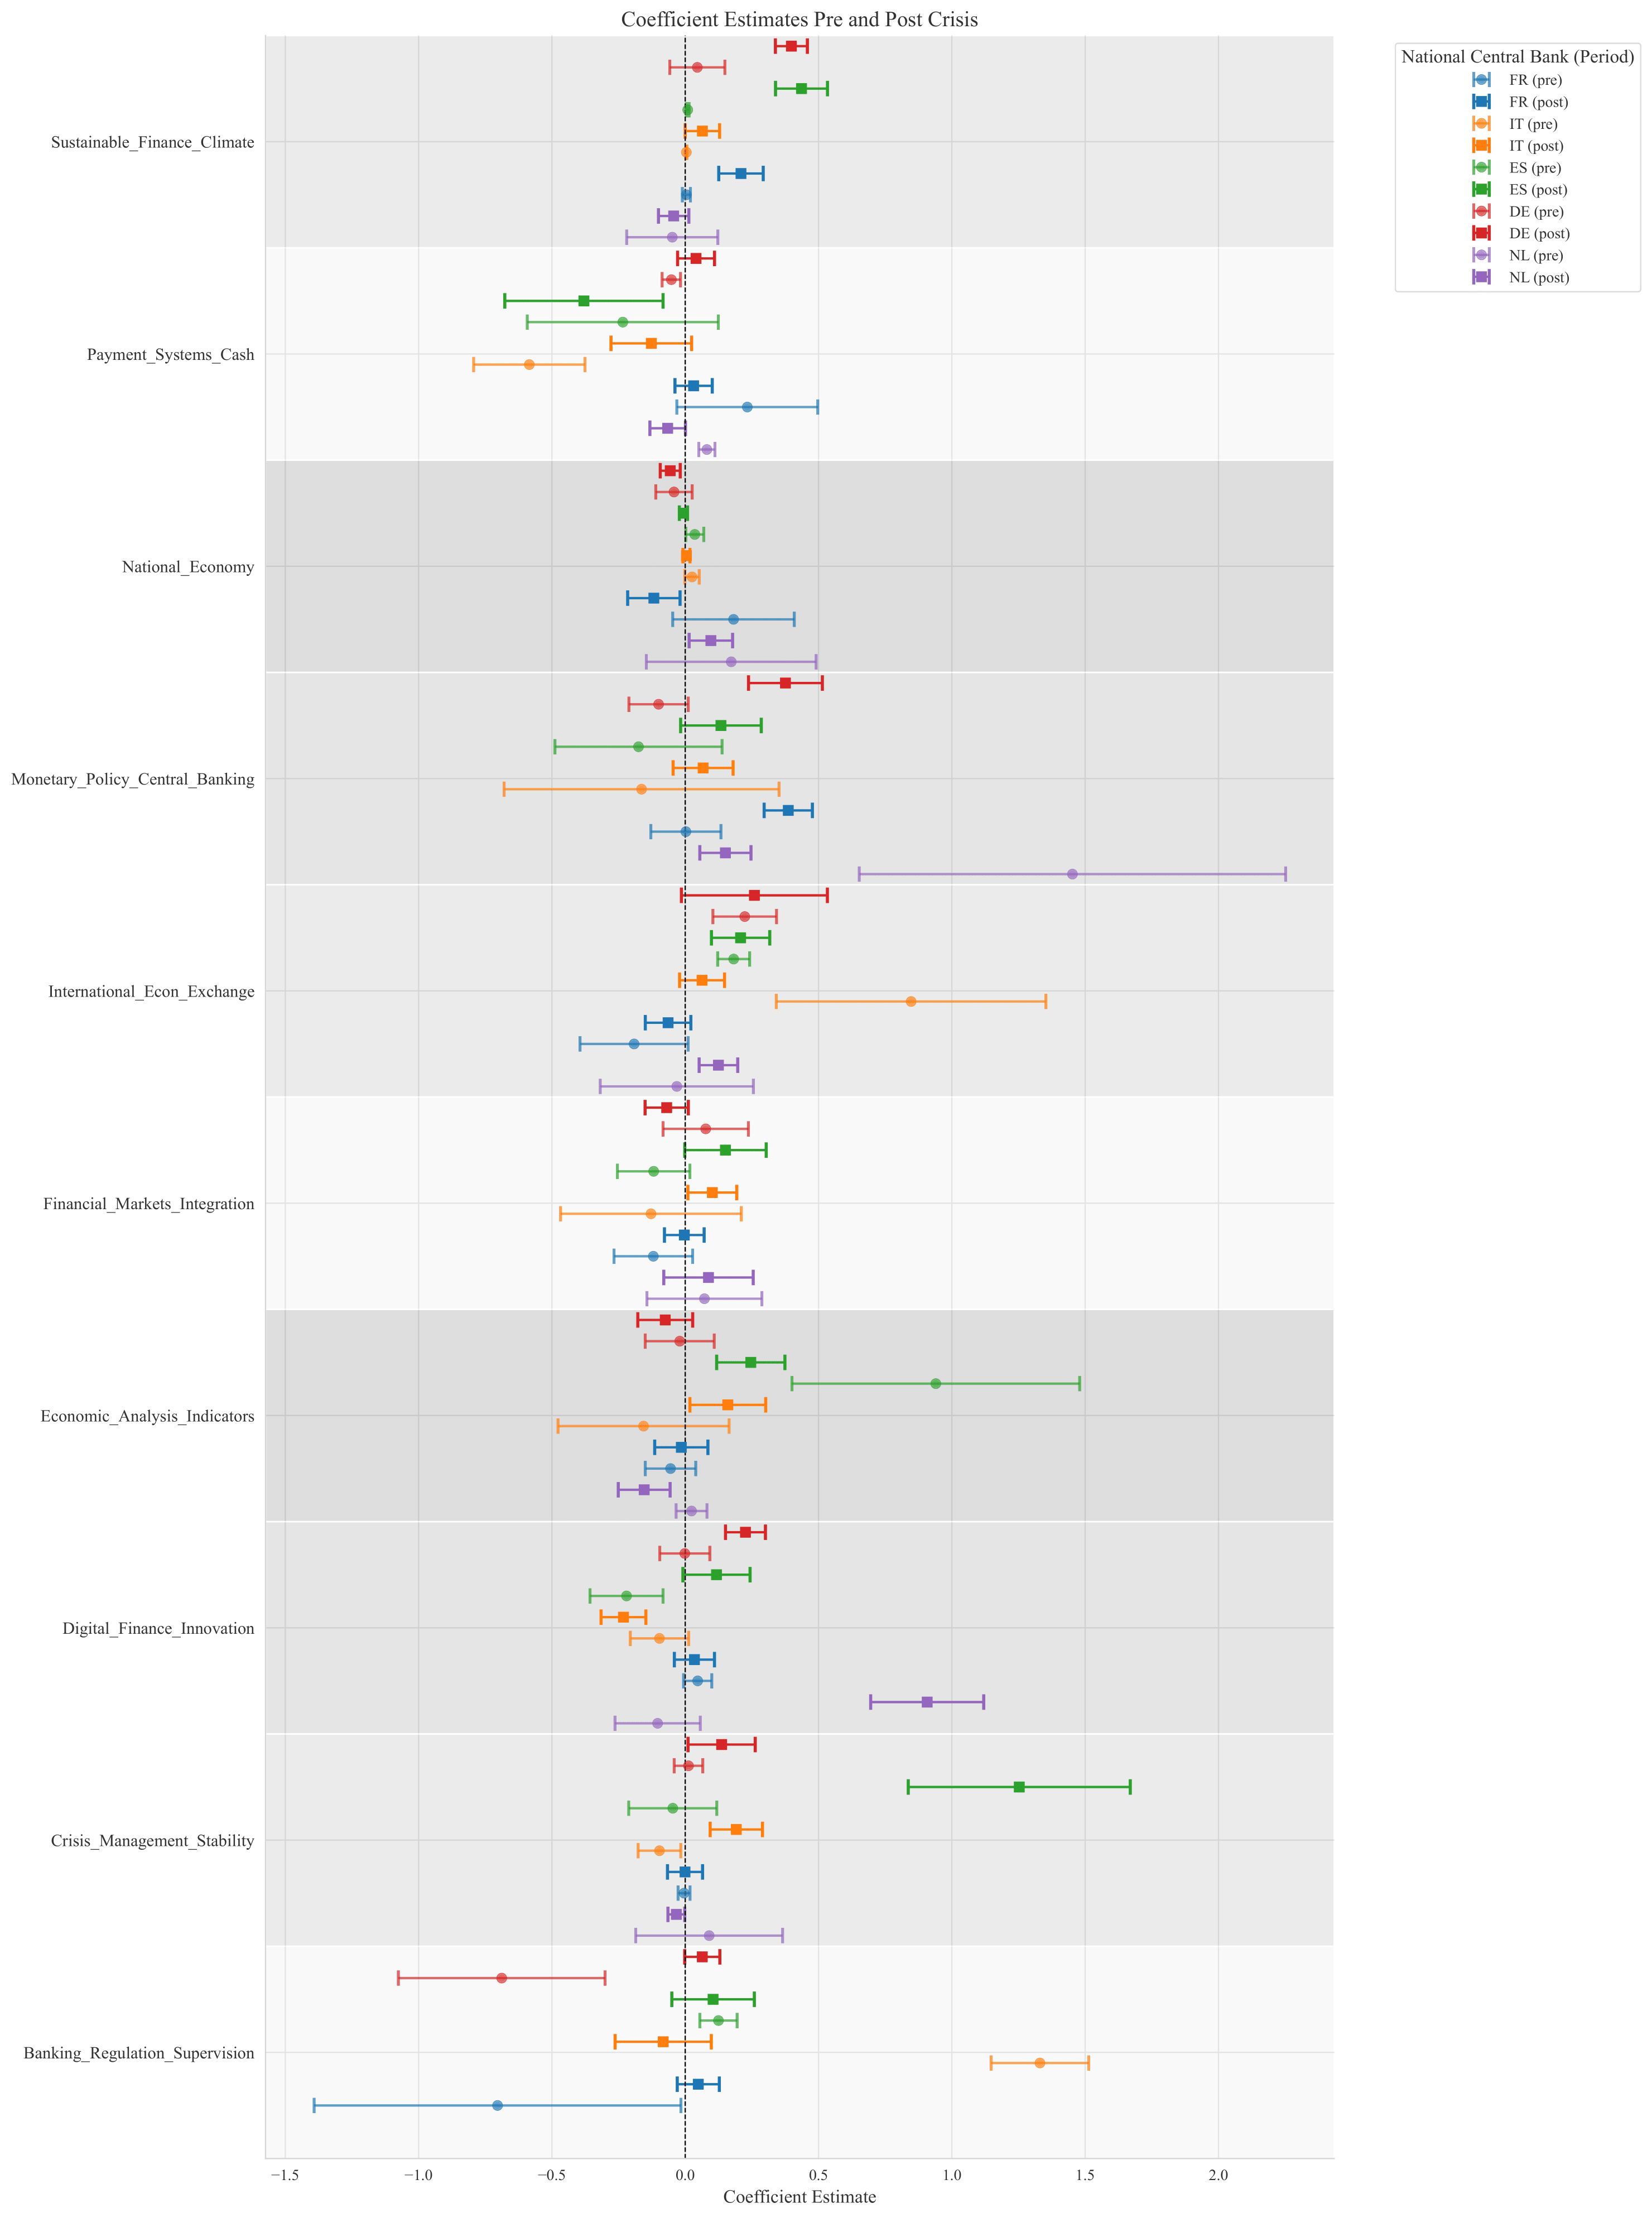 Coefficient Estimates Pre and Post Crisis
National Central Bank (Period)
FR (pre)
FR (post)
IT (pre)
IT (post)
ES (pre)
ES (post)
DE (pre)
DE (post)
NL (pre)
NL (post)
Sustainable_Finance_Climate
Payment_Systems_Cash
National_Economy
Monetary_Policy_Central_Banking
International_Econ_Exchange
Financial_Markets_Integration
Economic_Analysis_Indicators
Digital_Finance_Innovation
Crisis_Management_Stability
Banking_Regulation_Supervision
−1.5 −1.0 −0.5 0.0 0.5 1.0 1.5 2.0
Coefficient Estimate